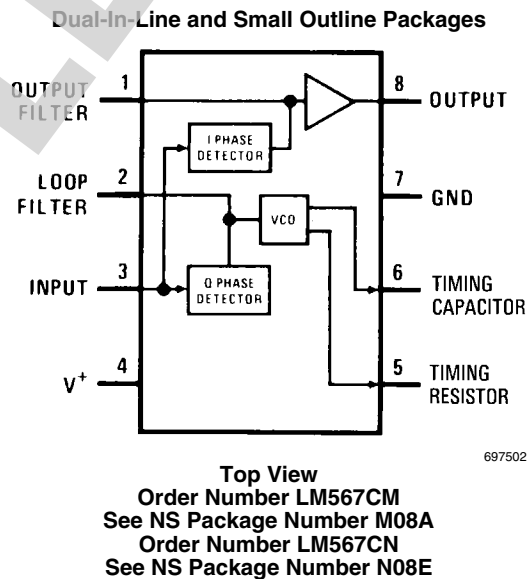 Dual-In-Line and Small Outline Packages
1
OUTPUT
FILTER
8
OUTPUT
I PHASE
DETECTOR
2
LOOP
FILTER
7
GND
VCO
3
INPUT
Q PHASE
DETECTOR
6
TIMING
CAPACITOR
4
V+
5
TIMING
RESISTOR
697502
Top View
Order Number LM567CM
See NS Package Number M08A
Order Number LM567CN
See NS Package Number N08E